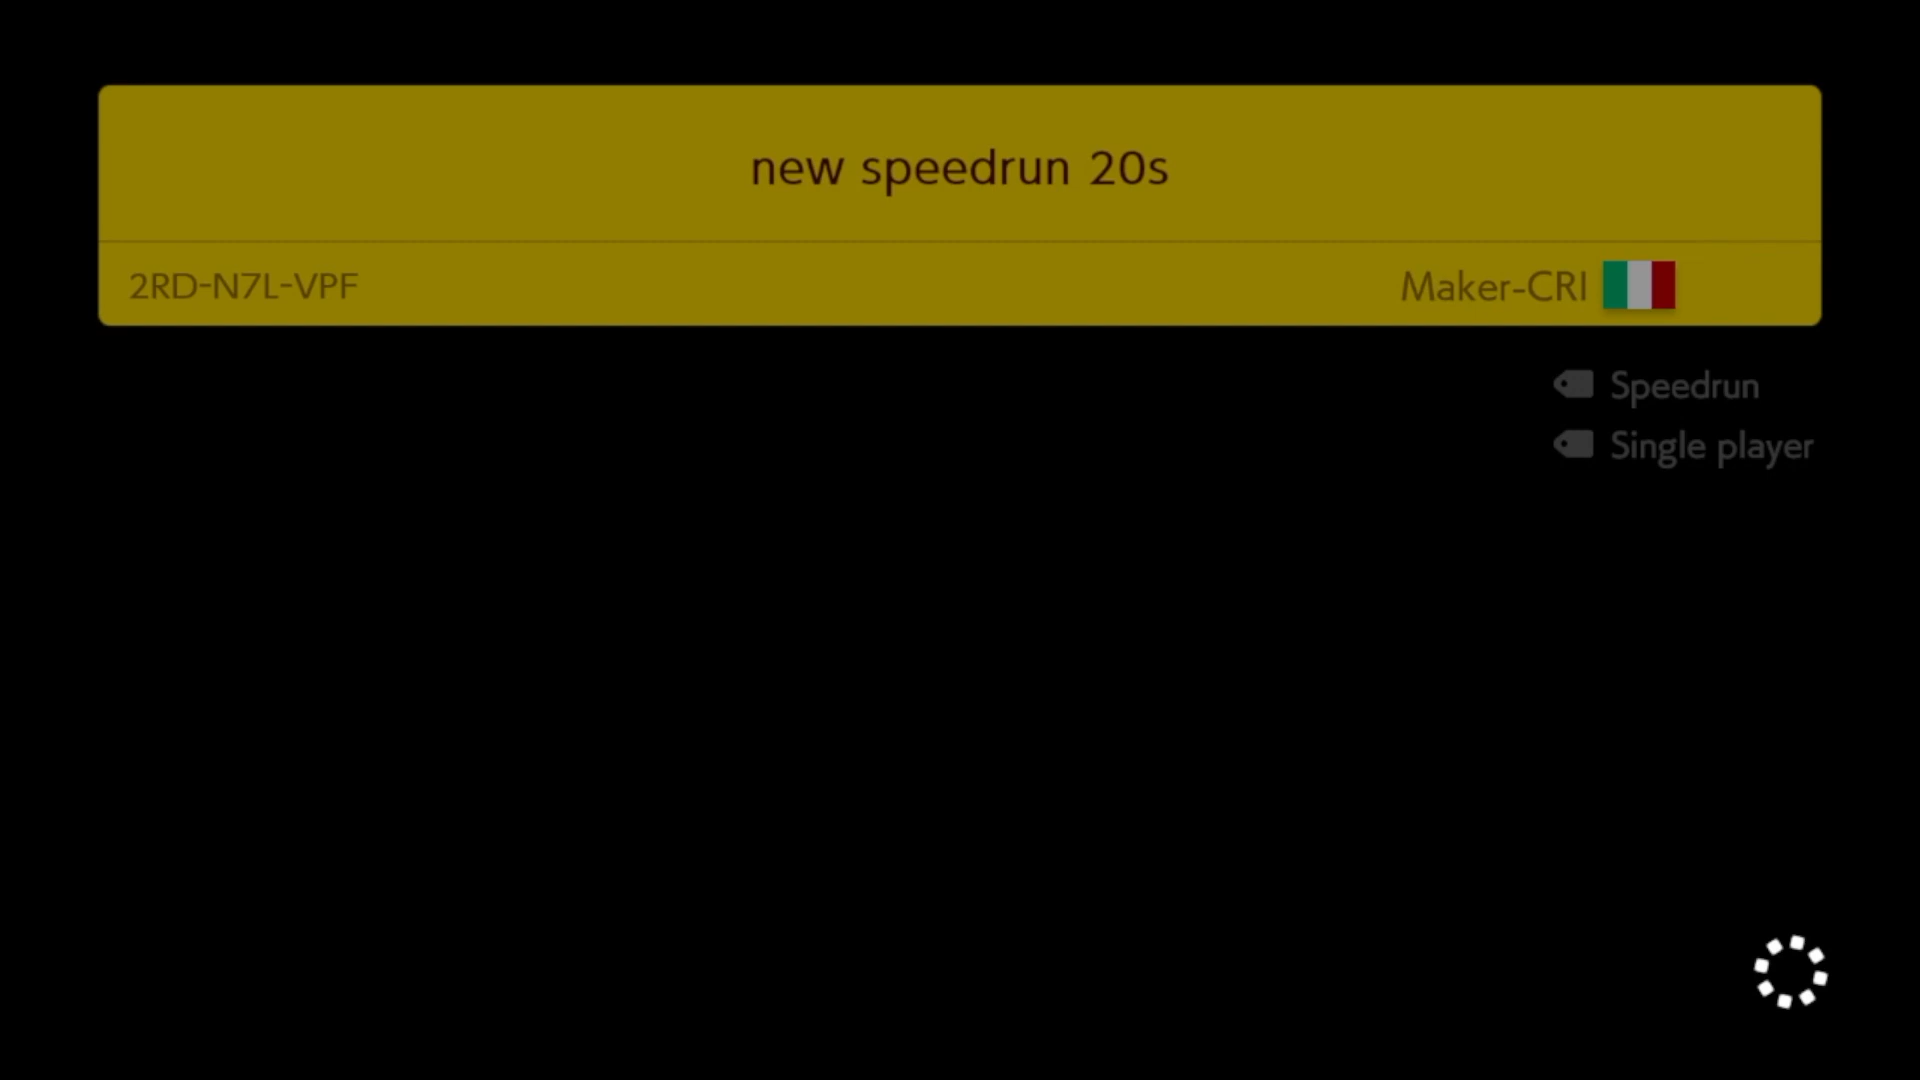 new speedrun 20s
2RD-N7L-VPF
Maker-CRI
Speedrun
Single player